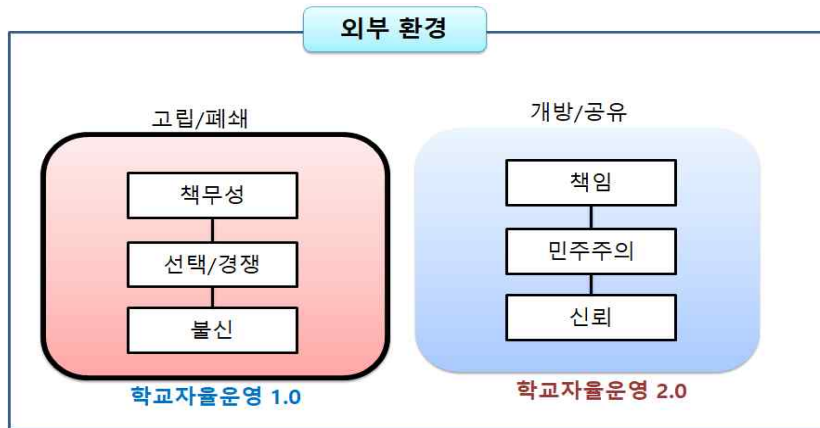 외부 환경
고립/폐쇄
책무성
선택/경쟁
불신
학교자율운영 1.0
개방/공유
책임
민주주의
신뢰
학교자율운영 2.0